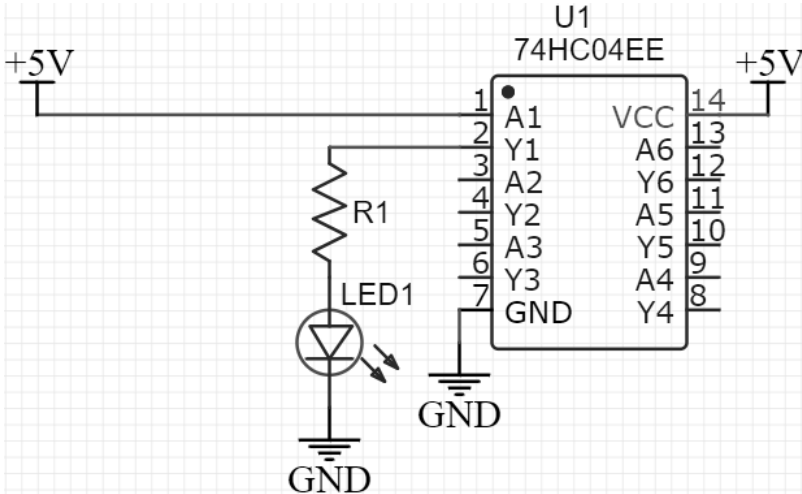 U1
74HC04EE
+5V
+5V
1 A1 VCC 14
2 Y1 A6 13
3 A2 Y6 12
4 Y2 A5 11
5 A3 Y5 10
6 Y3 A4 9
7 GND Y4 8
R1
LED1
GND
GND